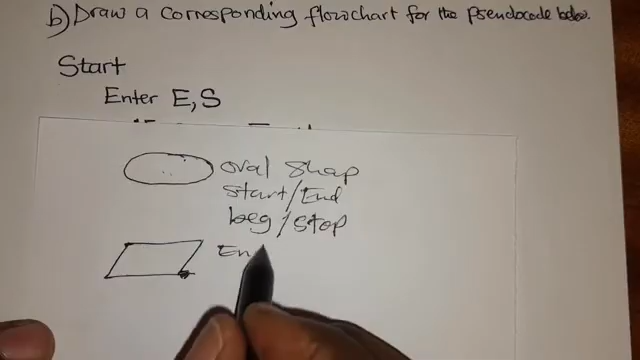 b) Draw a corresponding flowchart for the pseudocode below.
Start
Enter E, S
oval shap
start/End
beg/stop
En